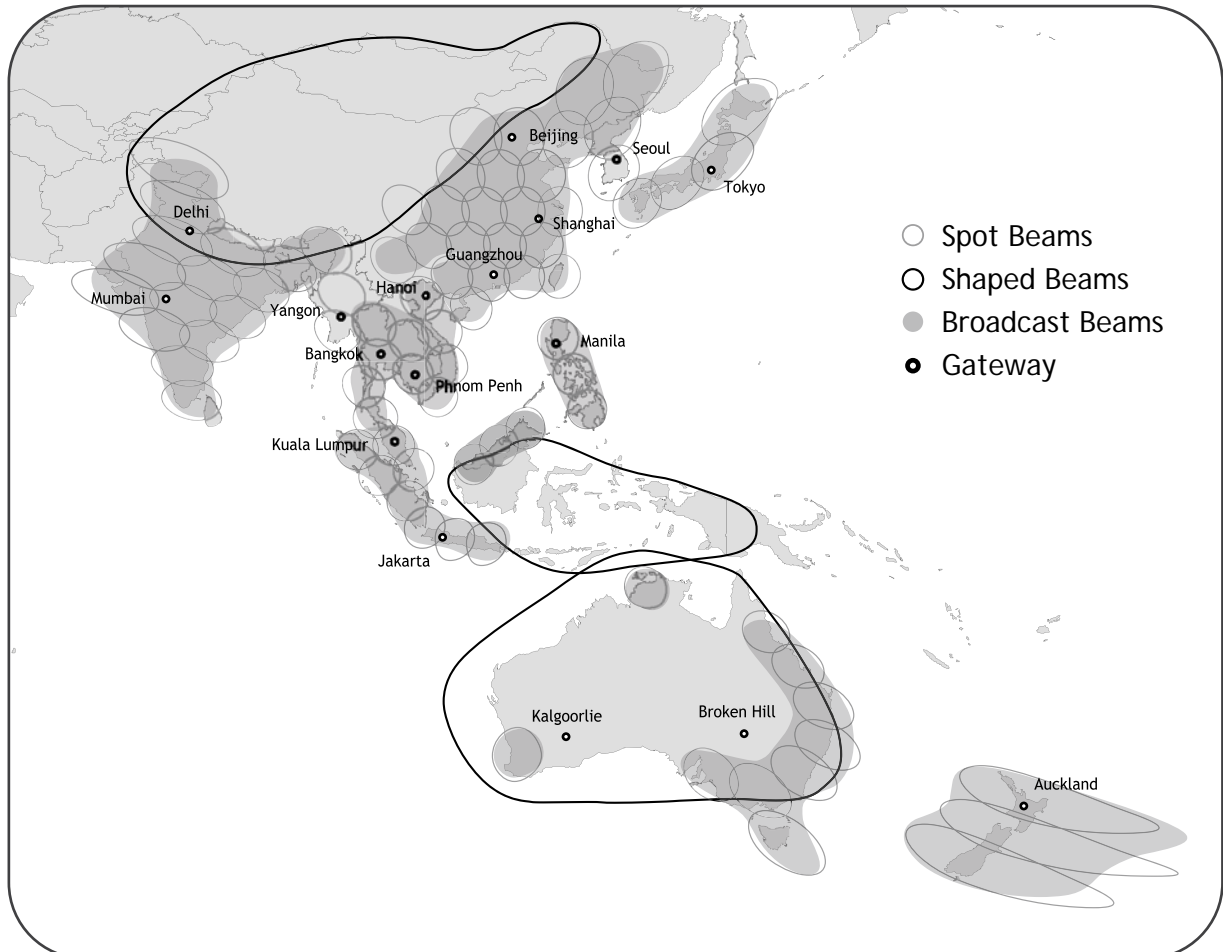 Beijing
Seoul
Tokyo
Delhi
Shanghai
Guangzhou
Hanoi
Mumbai
Yangon
Bangkok
Manila
Phnom Penh
Kuala Lumpur
Jakarta
Kalgoorlie
Broken Hill
Auckland
Spot Beams
Shaped Beams
Broadcast Beams
Gateway